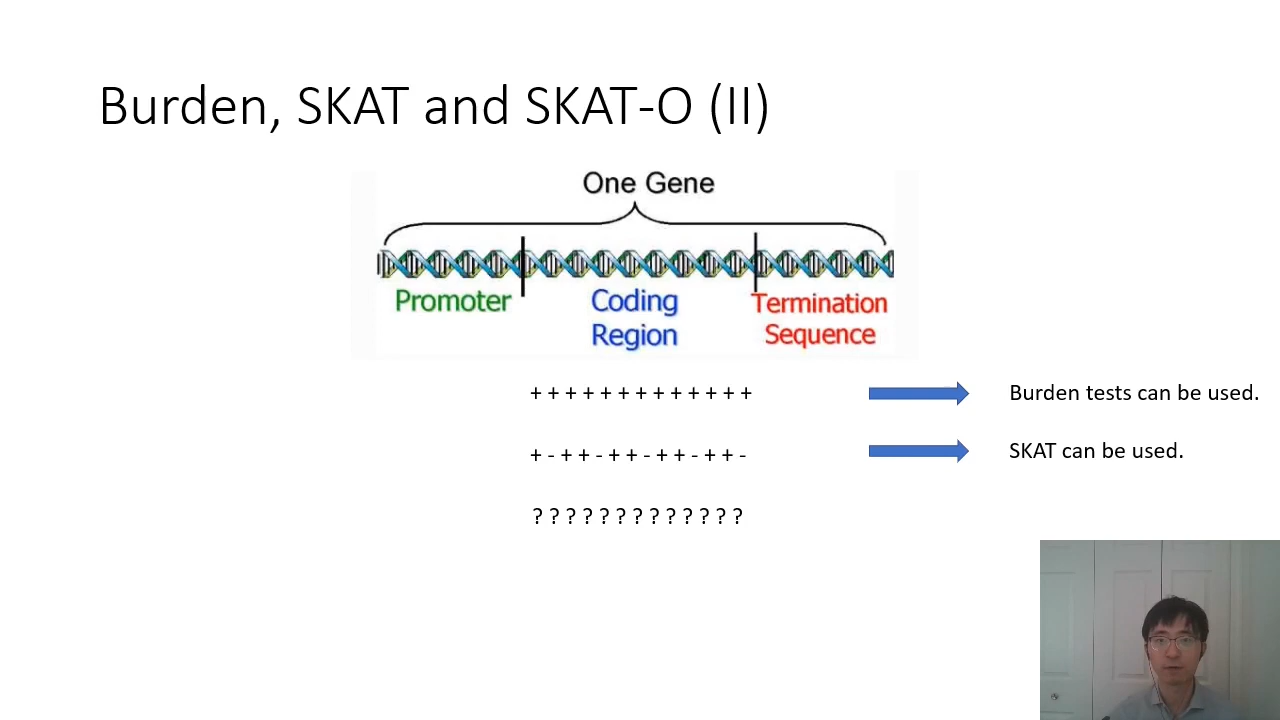 Burden, SKAT and SKAT-O (II)
One Gene
Promoter
Coding
Region
Termination
Sequence
+ + + + + + + + + + + + +
Burden tests can be used.
+ - + + - + + - + + - + + -
SKAT can be used.
? ? ? ? ? ? ? ? ? ? ? ? ?